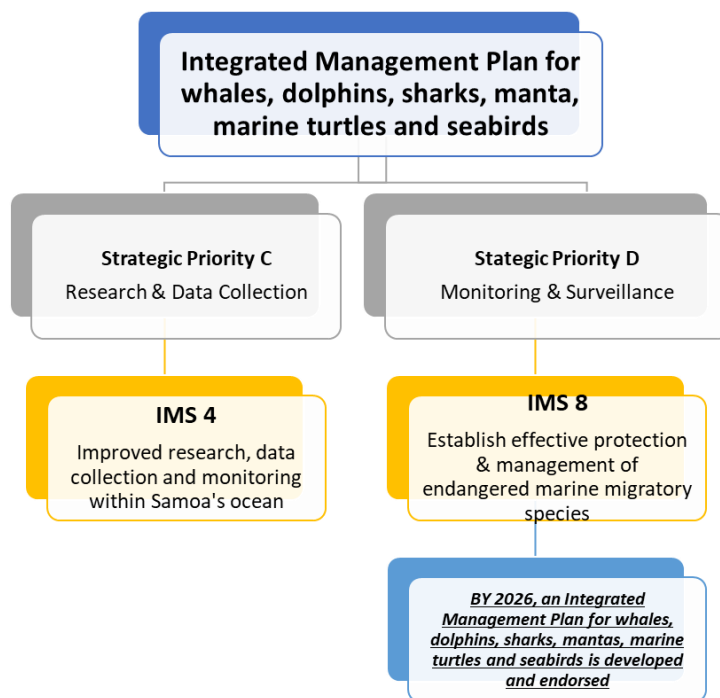 Integrated Management Plan for
whales, dolphins, sharks, manta,
marine turtles and seabirds
Strategic Priority C
Research & Data Collection
Stategic Priority D
Monitoring & Surveillance
IMS 4
Improved research, data
collection and monitoring
within Samoa's ocean
IMS 8
Establish effective protection
& management of
endangered marine migratory
species
BY 2026, an Integrated
Management Plan for whales,
dolphins, sharks, mantas, marine
turtles and seabirds is developed
and endorsed